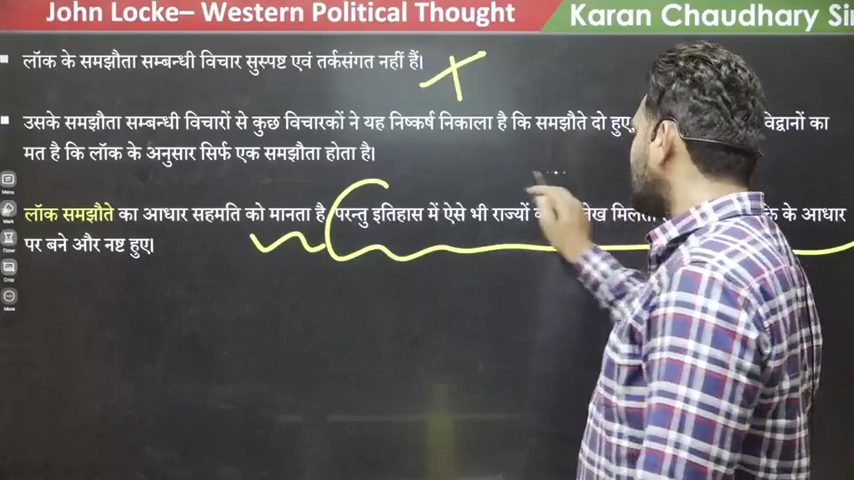 John Locke– Western Political Thought
Karan Chaudhary Sir
लॉक के समझौता सम्बन्धी विचार सुस्पष्ट एवं तर्कसंगत नहीं हैं।
उसके समझौता सम्बन्धी विचारों से कुछ विचारकों ने यह निष्कर्ष निकाला है कि समझौते दो हुए, विद्वानों का
मत है कि लॉक के अनुसार सिर्फ एक समझौता होता है।
लॉक समझौते का आधार सहमति को मानता है परन्तु इतिहास में ऐसे भी राज्यों मिलता के आधार
पर बने और नष्ट हुए।
Menu
Mark
Timer
Crop
More